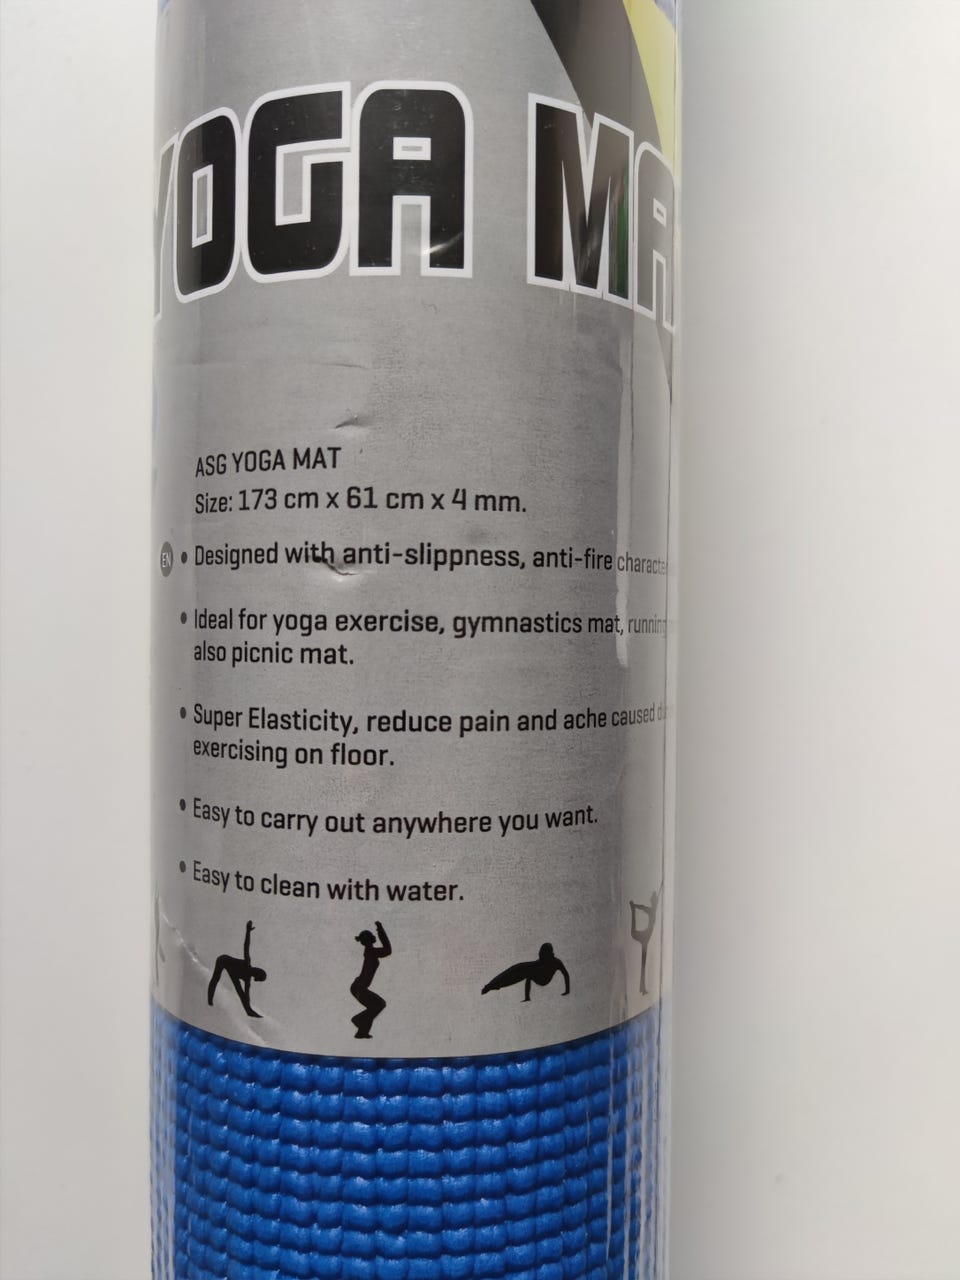 YOGA MA
ASG YOGA MAT
Size: 173 cm x 61 cm x 4 mm.
EN • Designed with anti-slippness, anti-fire
• Ideal for yoga exercise, gymnastics mat, running
also picnic mat.
• Super Elasticity, reduce pain and ache caused
exercising on floor.
• Easy to carry out anywhere you want.
• Easy to clean with water.